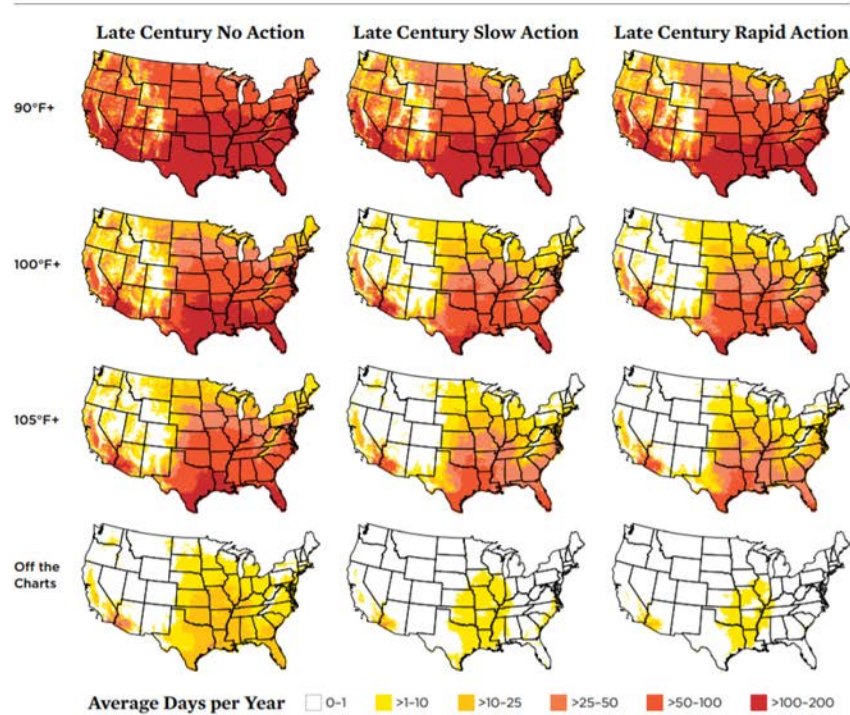 Late Century No Action Late Century Slow Action Late Century Rapid Action
90°F+
100°F+
105°F+
Off the
Charts
Average Days per Year 0–1 >1–10 >10–25 >25–50 >50–100 >100–200